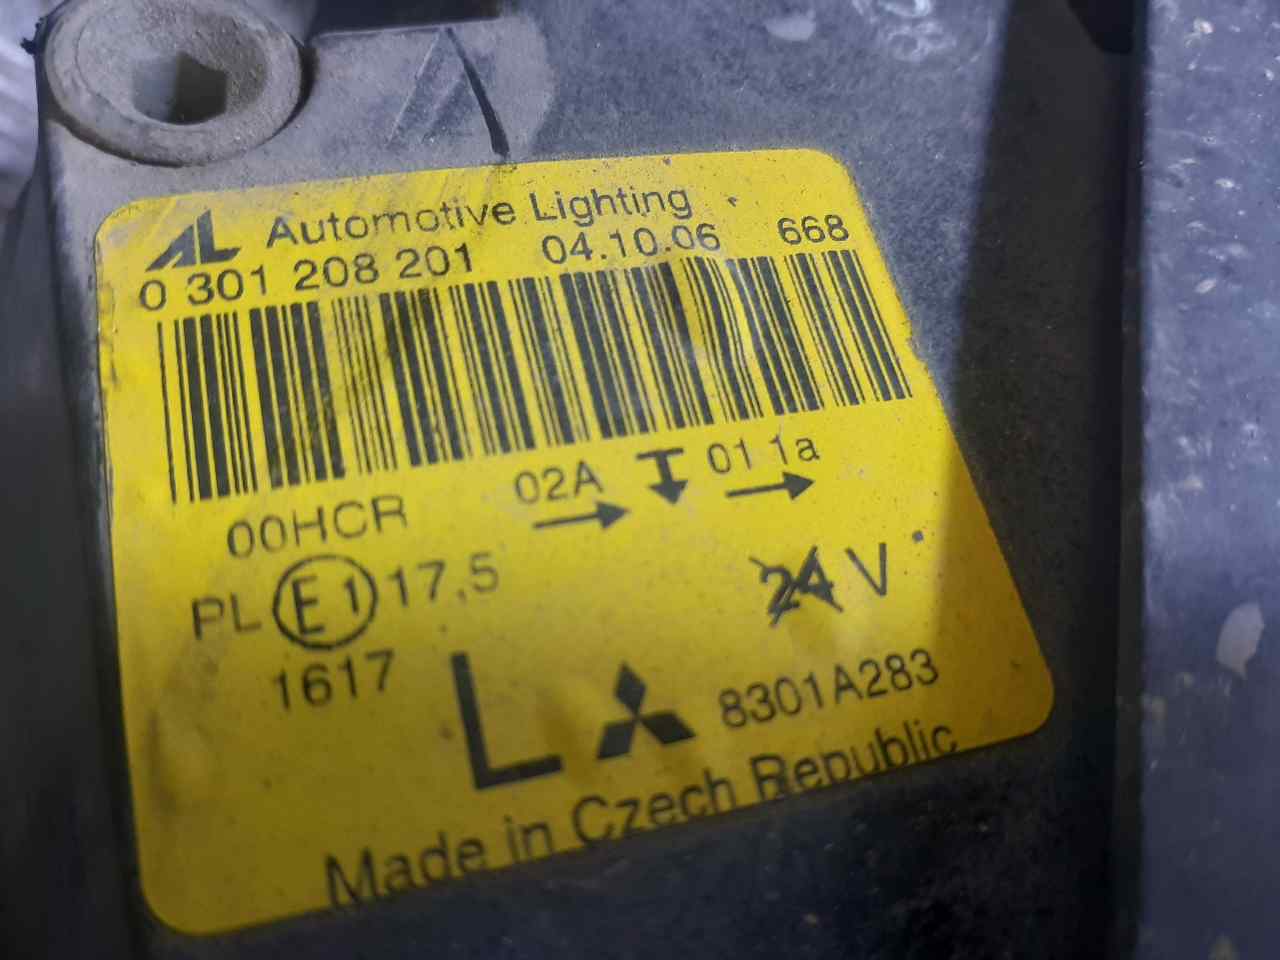 AL Automotive Lighting
0 301 208 201 04.10.06 668
00HCR 02A 01 1a
PL E1 17,5 24 V
1617
L 8301A283
Made in Czech Republic